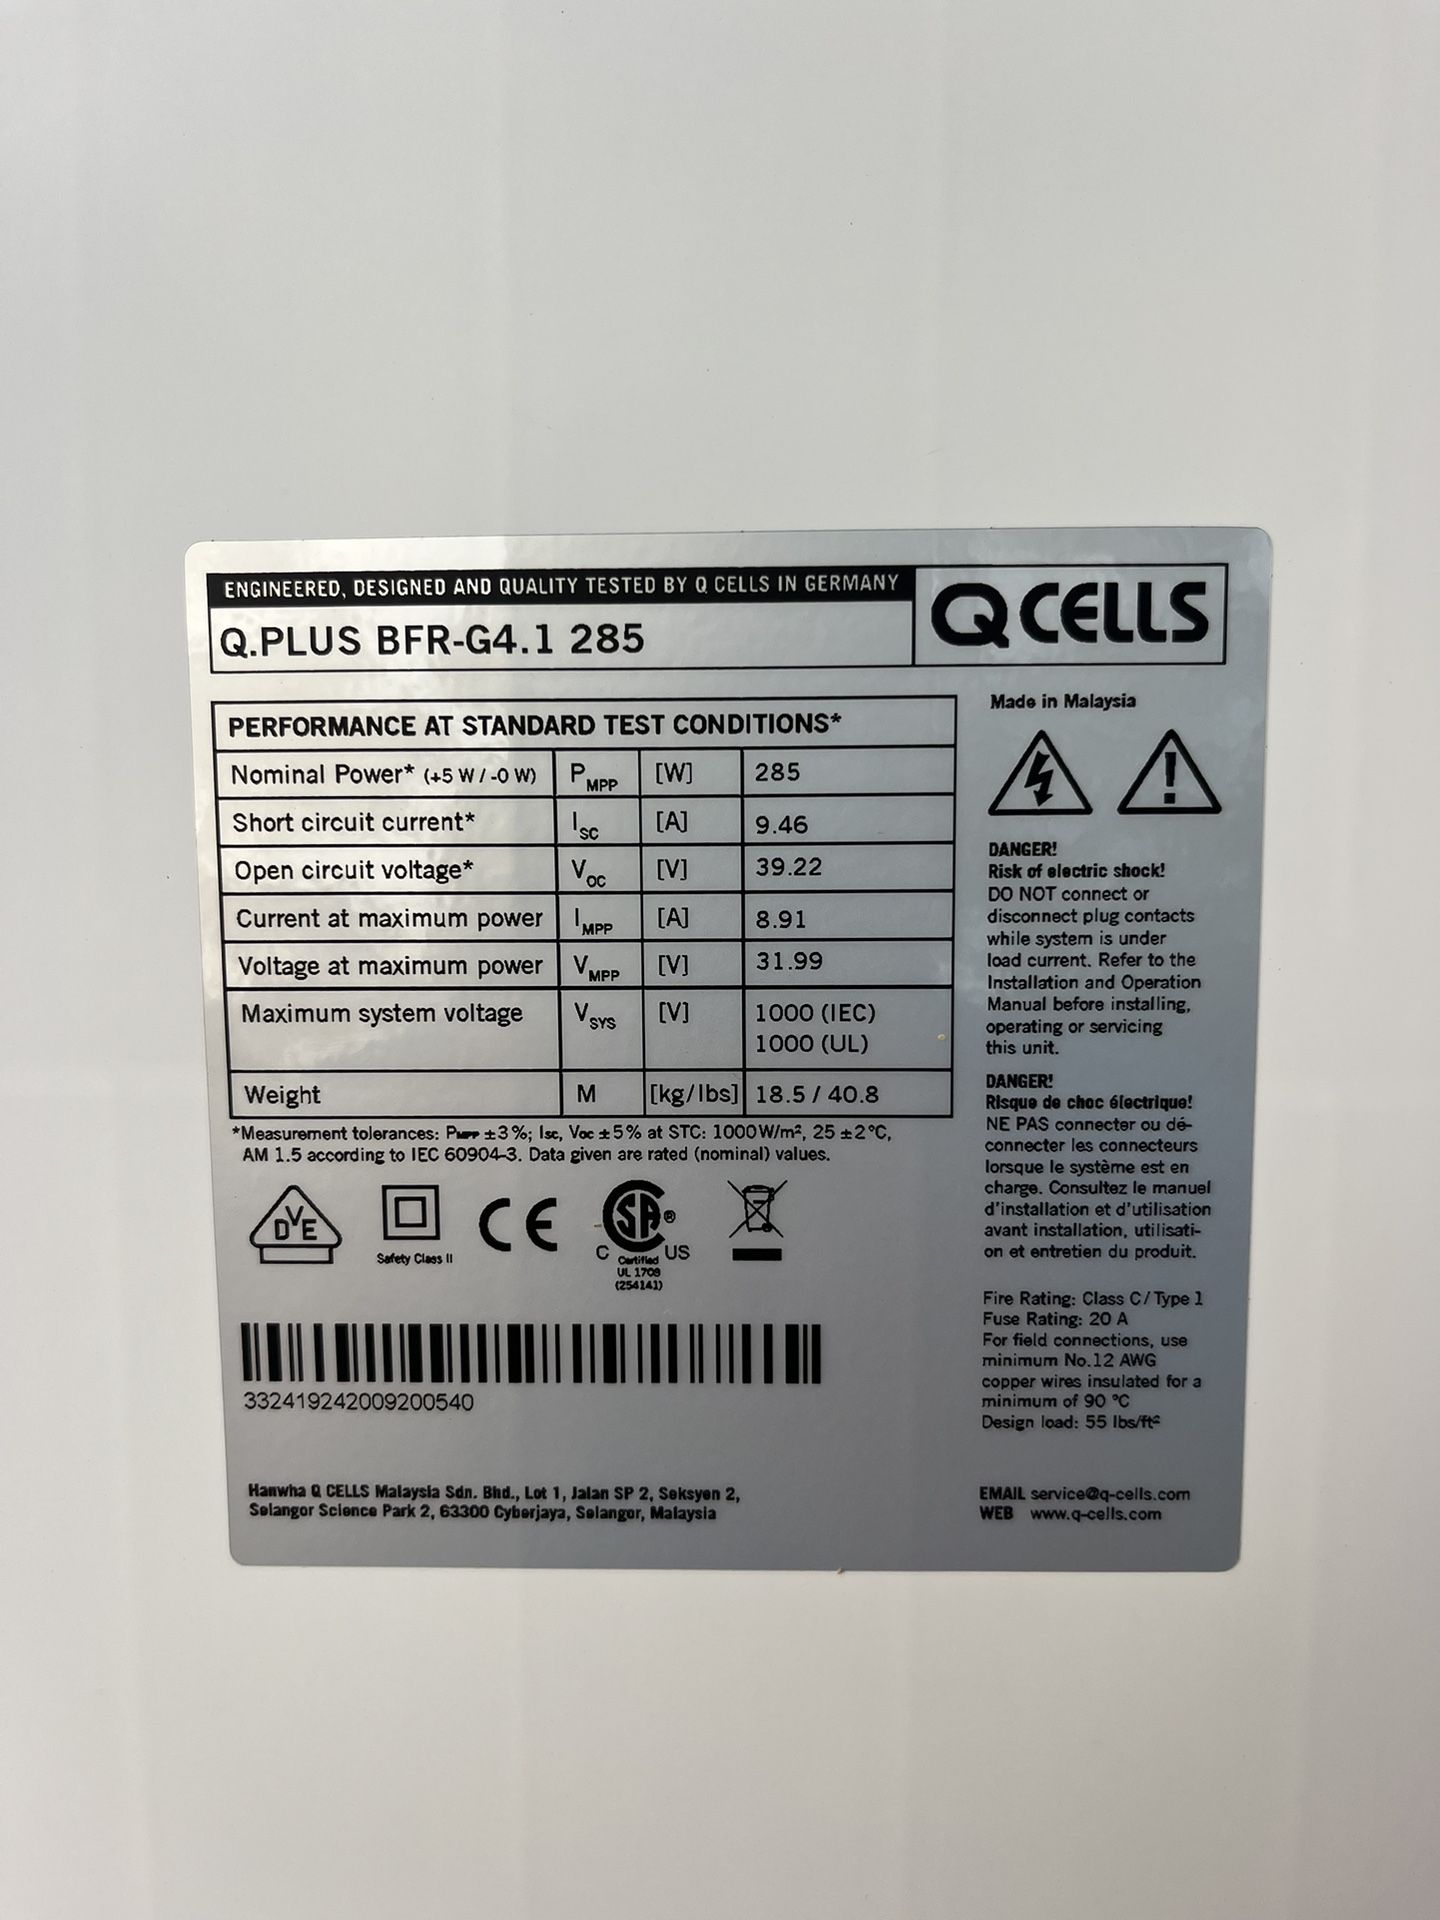 ENGINEERED, DESIGNED AND QUALITY TESTED BY Q CELLS IN GERMANY
Q.PLUS BFR-G4.1 285
Q CELLS
PERFORMANCE AT STANDARD TEST CONDITIONS*
Nominal Power* (+5 W / -0 W) PMPP [W] 285
Short circuit current* ISC [A] 9.46
Open circuit voltage* VOC [V] 39.22
Current at maximum power IMPP [A] 8.91
Voltage at maximum power VMPP [V] 31.99
Maximum system voltage VSYS [V] 1000 (IEC)
1000 (UL)
Weight M [kg/lbs] 18.5 / 40.8
*Measurement tolerances: PMPP ±3%; Isc, Voc ±5% at STC: 1000W/m², 25 ±2°C,
AM 1.5 according to IEC 60904-3. Data given are rated (nominal) values.
DVE
Safety Class II
CE
SA®
C Certified US
UL 1703
(254141)
332419242009200540
Hanwha Q CELLS Malaysia Sdn. Bhd., Lot 1, Jalan SP 2, Seksyen 2,
Selangor Science Park 2, 63300 Cyberjaya, Selangor, Malaysia
Made in Malaysia
DANGER!
Risk of electric shock!
DO NOT connect or
disconnect plug contacts
while system is under
load current. Refer to the
Installation and Operation
Manual before installing,
operating or servicing
this unit.
DANGER!
Risque de choc électrique!
NE PAS connecter ou dé-
connecter les connecteurs
lorsque le système est en
charge. Consultez le manuel
d'installation et d'utilisation
avant installation, utilisati-
on et entretien du produit.
Fire Rating: Class C / Type 1
Fuse Rating: 20 A
For field connections, use
minimum No.12 AWG
copper wires insulated for a
minimum of 90 °C
Design load: 55 lbs/ft²
EMAIL service@q-cells.com
WEB www.q-cells.com